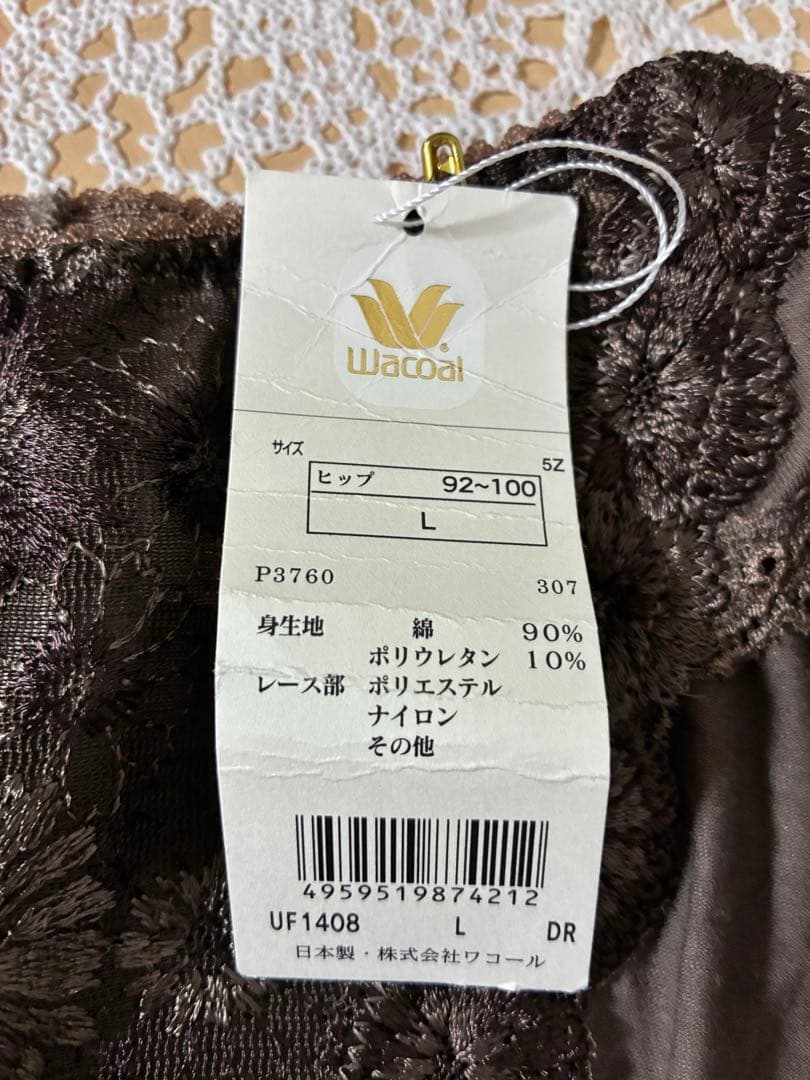 Wacoal®
サイズ 5Z
ヒップ 92~100
L
P3760 307
身生地 綿 90%
ポリウレタン 10%
レース部 ポリエステル
ナイロン
その他
4959519874212
UF1408 L DR
日本製・株式会社ワコール